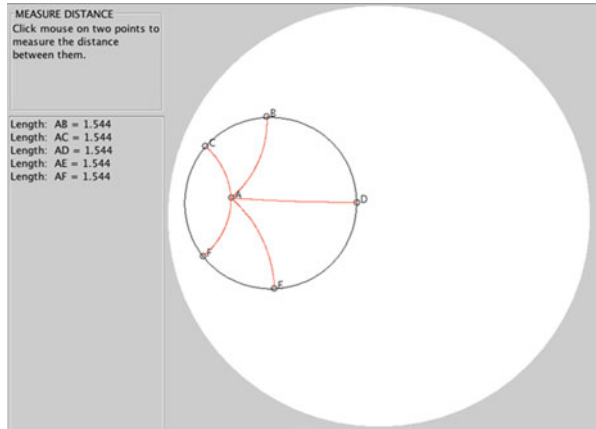 MEASURE DISTANCE
Click mouse on two points to
measure the distance
between them.
Length: AB = 1.544
Length: AC = 1.544
Length: AD = 1.544
Length: AE = 1.544
Length: AF = 1.544
B
C
A
D
F
E